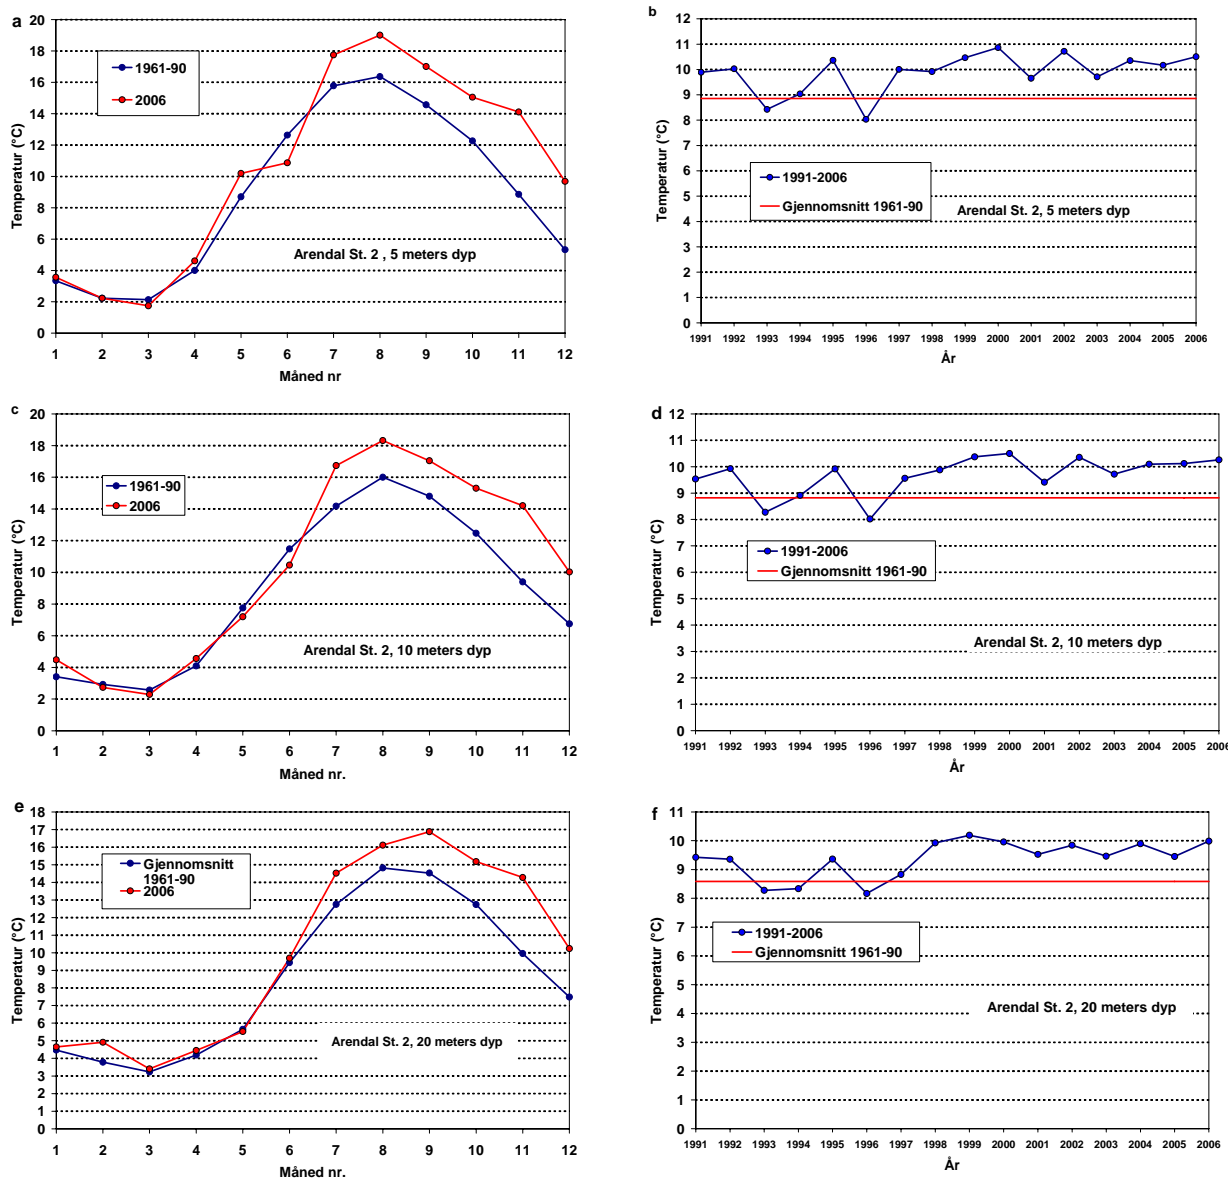 a
20
18
16
14
12
10
8
6
4
2
0
Temperatur (°C)
1961-90
2006
Arendal St. 2 , 5 meters dyp
1 2 3 4 5 6 7 8 9 10 11 12
Måned nr
b
12
11
10
9
8
7
6
5
4
3
2
1
0
Temperatur (°C)
1991-2006
Gjennomsnitt 1961-90
Arendal St. 2, 5 meters dyp
1991 1992 1993 1994 1995 1996 1997 1998 1999 2000 2001 2002 2003 2004 2005 2006
År
c
20
18
16
14
12
10
8
6
4
2
0
Temperatur (°C)
1961-90
2006
Arendal St. 2, 10 meters dyp
1 2 3 4 5 6 7 8 9 10 11 12
Måned nr.
d
12
11
10
9
8
7
6
5
4
3
2
1
0
Temperatur (°C)
1991-2006
Gjennomsnitt 1961-90
Arendal St. 2, 10 meters dyp
1991 1992 1993 1994 1995 1996 1997 1998 1999 2000 2001 2002 2003 2004 2005 2006
År
e
18
17
16
15
14
13
12
11
10
9
8
7
6
5
4
3
2
1
0
Temperatur (°C)
Gjennomsnitt
1961-90
2006
Arendal St. 2, 20 meters dyp
1 2 3 4 5 6 7 8 9 10 11 12
Måned nr.
f
11
10
9
8
7
6
5
4
3
2
1
0
Temperatur (°C)
1991-2006
Gjennomsnitt 1961-90
Arendal St. 2, 20 meters dyp
1991 1992 1993 1994 1995 1996 1997 1998 1999 2000 2001 2002 2003 2004 2005 2006
År